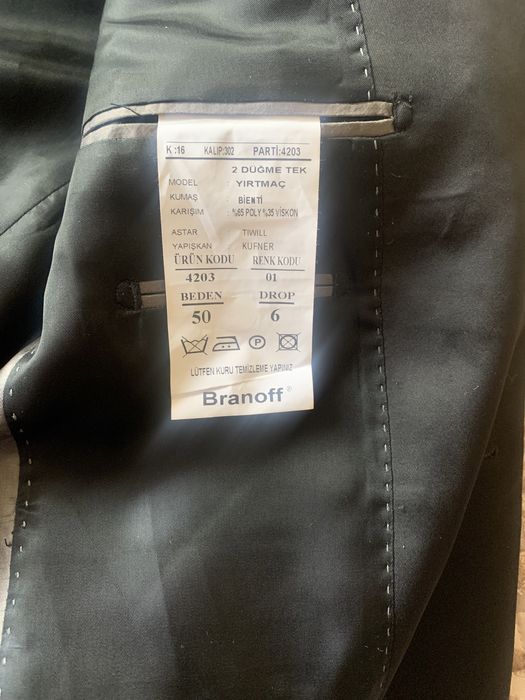 K :16 KALIP:302 PARTİ:4203
2 DÜĞME TEK
MODEL : YIRTMAÇ
KUMAŞ : BİENTİ
KARIŞIM : %65 POLY %35 VİSKON
ASTAR : TIWILL
YAPIŞKAN : KUFNER
ÜRÜN KODU RENK KODU
4203 01
BEDEN DROP
50 6
P
LÜTFEN KURU TEMİZLEME YAPINIZ
Branoff®